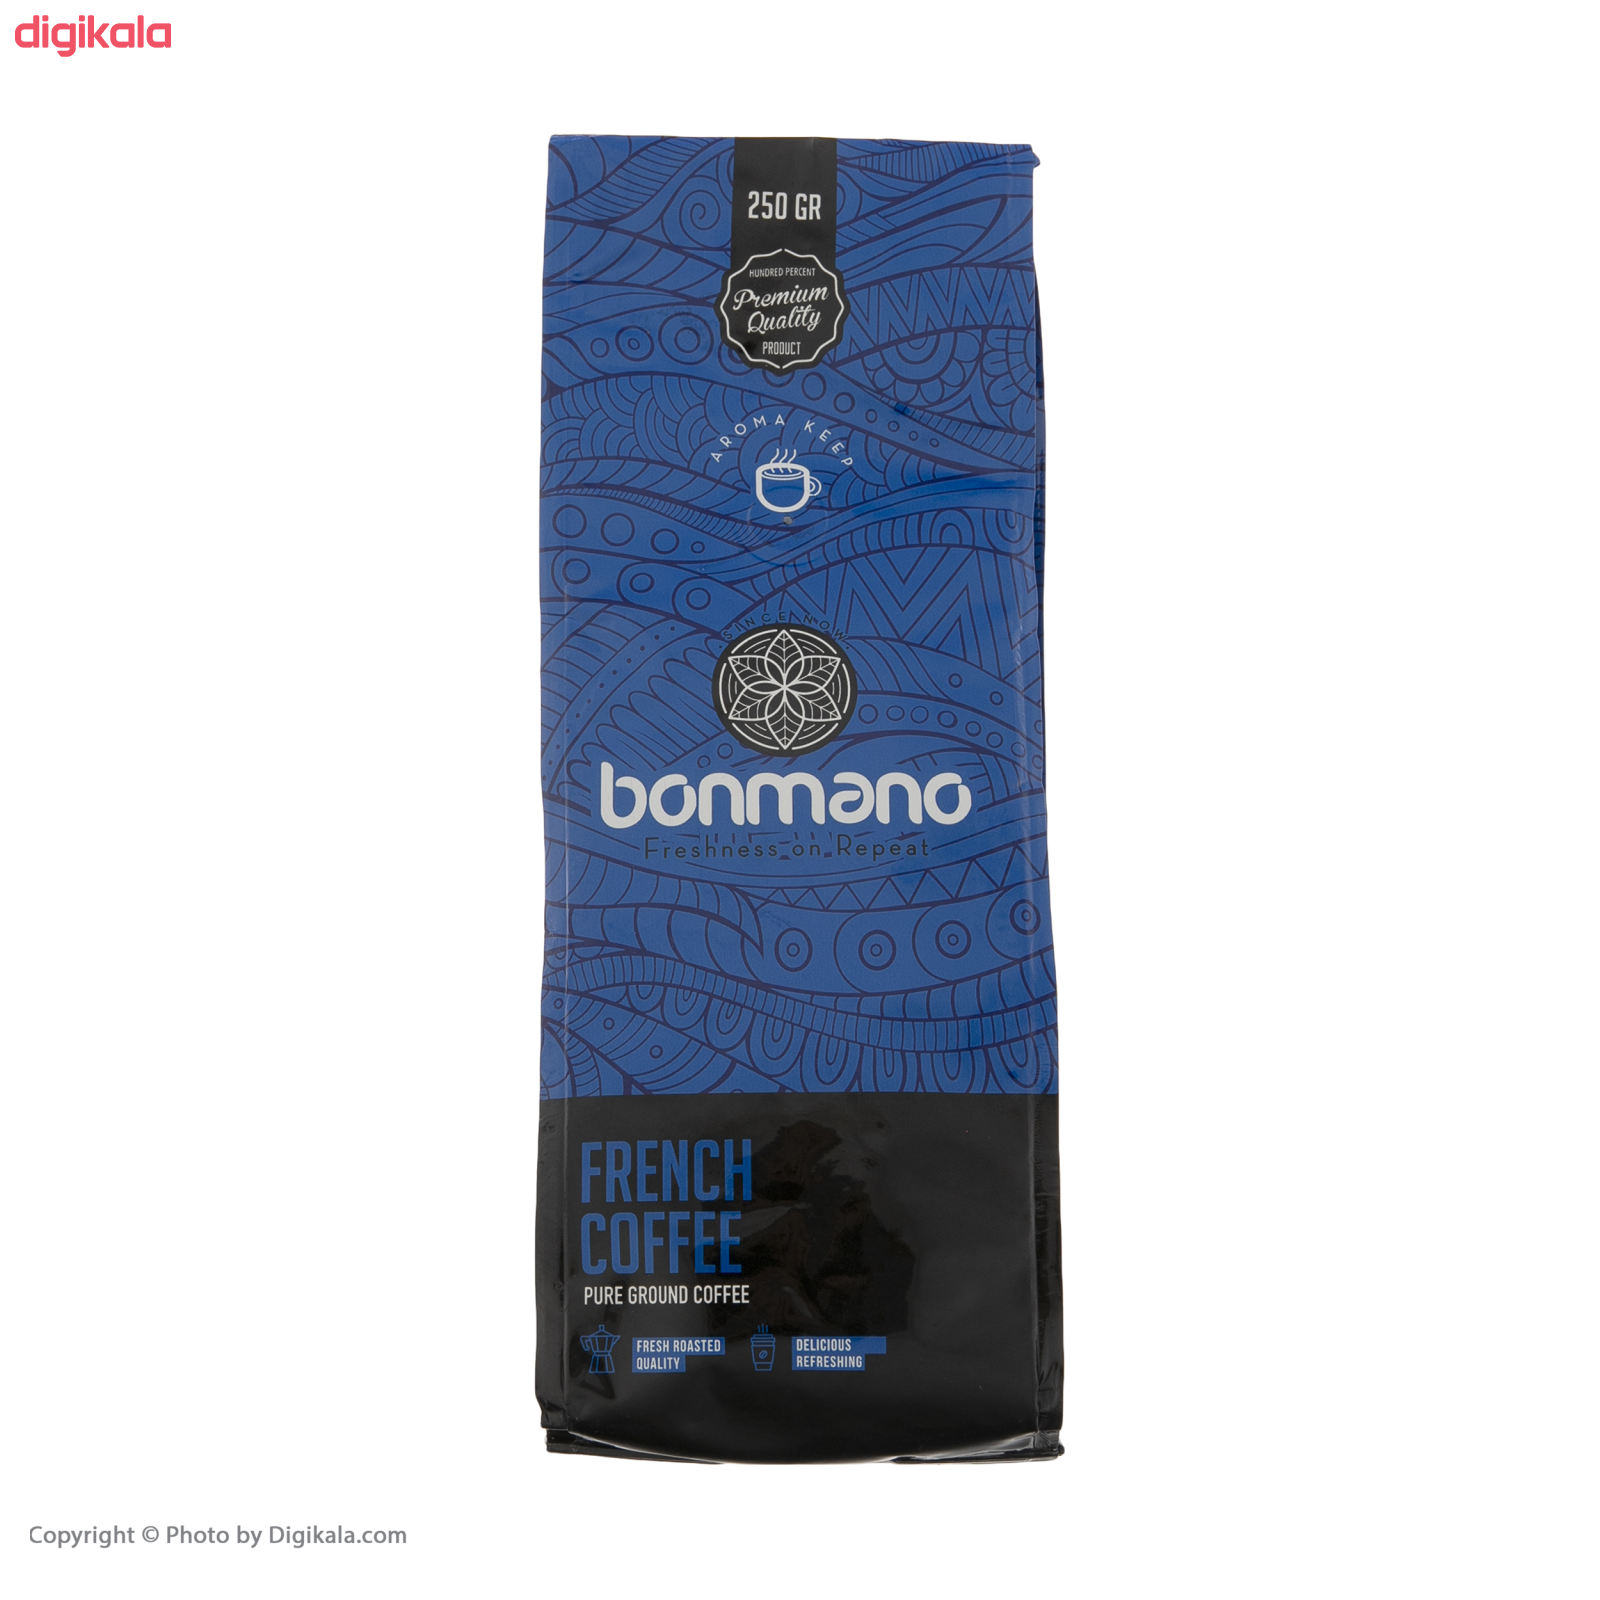 digikala
250 GR
HUNDRED PERCENT
Premium
Quality
PRODUCT
AROMA KEEP
SINCE NOW
bonmano
Freshness on Repeat
FRENCH
COFFEE
PURE GROUND COFFEE
FRESH ROASTED
QUALITY
DELICIOUS
REFRESHING
Copyright © Photo by Digikala.com